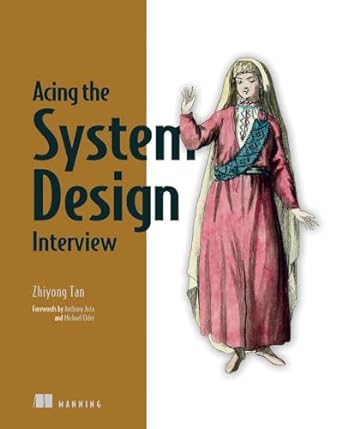 Acing the
System
Design
Interview
Zhiyong Tan
Forewords by Anthony Asta
and Michael Elder
MANNING